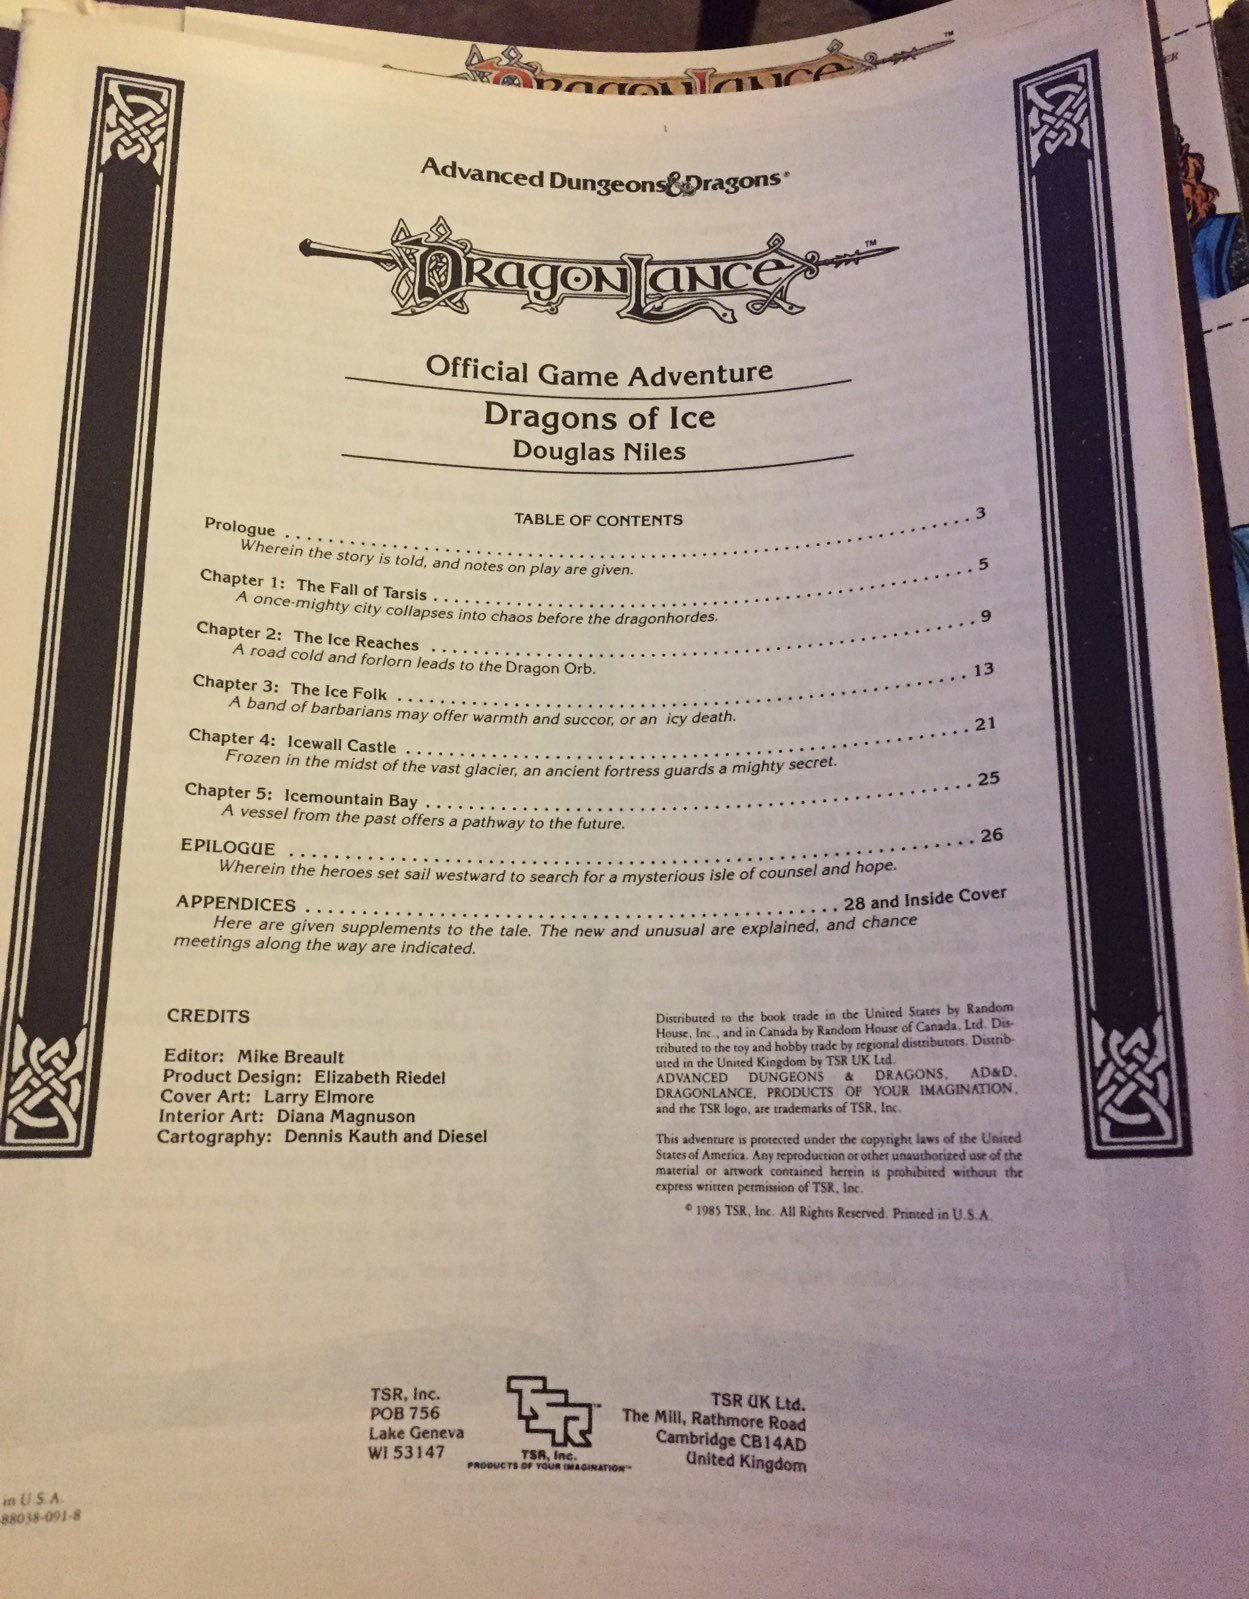 DRAGONLANCE ™
Advanced Dungeons & Dragons®
DRAGONLANCE ™
Official Game Adventure
Dragons of Ice
Douglas Niles
TABLE OF CONTENTS
Prologue . . . . . . . . . . . . . . . . . . . . 3
Wherein the story is told, and notes on play are given.
Chapter 1: The Fall of Tarsis . . . . . . . . . . . . . . . . . . . . 5
A once-mighty city collapses into chaos before the dragonhordes.
Chapter 2: The Ice Reaches . . . . . . . . . . . . . . . . . . . . 9
A road cold and forlorn leads to the Dragon Orb.
Chapter 3: The Ice Folk . . . . . . . . . . . . . . . . . . . . 13
A band of barbarians may offer warmth and succor, or an icy death.
Chapter 4: Icewall Castle . . . . . . . . . . . . . . . . . . . . 21
Frozen in the midst of the vast glacier, an ancient fortress guards a mighty secret.
Chapter 5: Icemountain Bay . . . . . . . . . . . . . . . . . . . . 25
A vessel from the past offers a pathway to the future.
EPILOGUE . . . . . . . . . . . . . . . . . . . . 26
Wherein the heroes set sail westward to search for a mysterious isle of counsel and hope.
APPENDICES . . . . . . . . . . . . . . . . . . . . 28 and Inside Cover
Here are given supplements to the tale. The new and unusual are explained, and chance
meetings along the way are indicated.
CREDITS
Editor: Mike Breault
Product Design: Elizabeth Riedel
Cover Art: Larry Elmore
Interior Art: Diana Magnuson
Cartography: Dennis Kauth and Diesel
Distributed to the book trade in the United States by Random
House, Inc., and in Canada by Random House of Canada, Ltd. Dis-
tributed to the toy and hobby trade by regional distributors. Distrib-
uted in the United Kingdom by TSR UK Ltd.
ADVANCED DUNGEONS & DRAGONS, AD&D,
DRAGONLANCE, PRODUCTS OF YOUR IMAGINATION,
and the TSR logo, are trademarks of TSR, Inc.
This adventure is protected under the copyright laws of the United
States of America. Any reproduction or other unauthorized use of the
material or artwork contained herein is prohibited without the
express written permission of TSR, Inc.
© 1985 TSR, Inc. All Rights Reserved. Printed in U.S.A.
TSR, Inc.
POB 756
Lake Geneva
WI 53147
TSR™
TSR, Inc.
PRODUCTS OF YOUR IMAGINATION™
TSR UK Ltd.
The Mill, Rathmore Road
Cambridge CB14AD
United Kingdom
in U.S.A.
88038-091-8